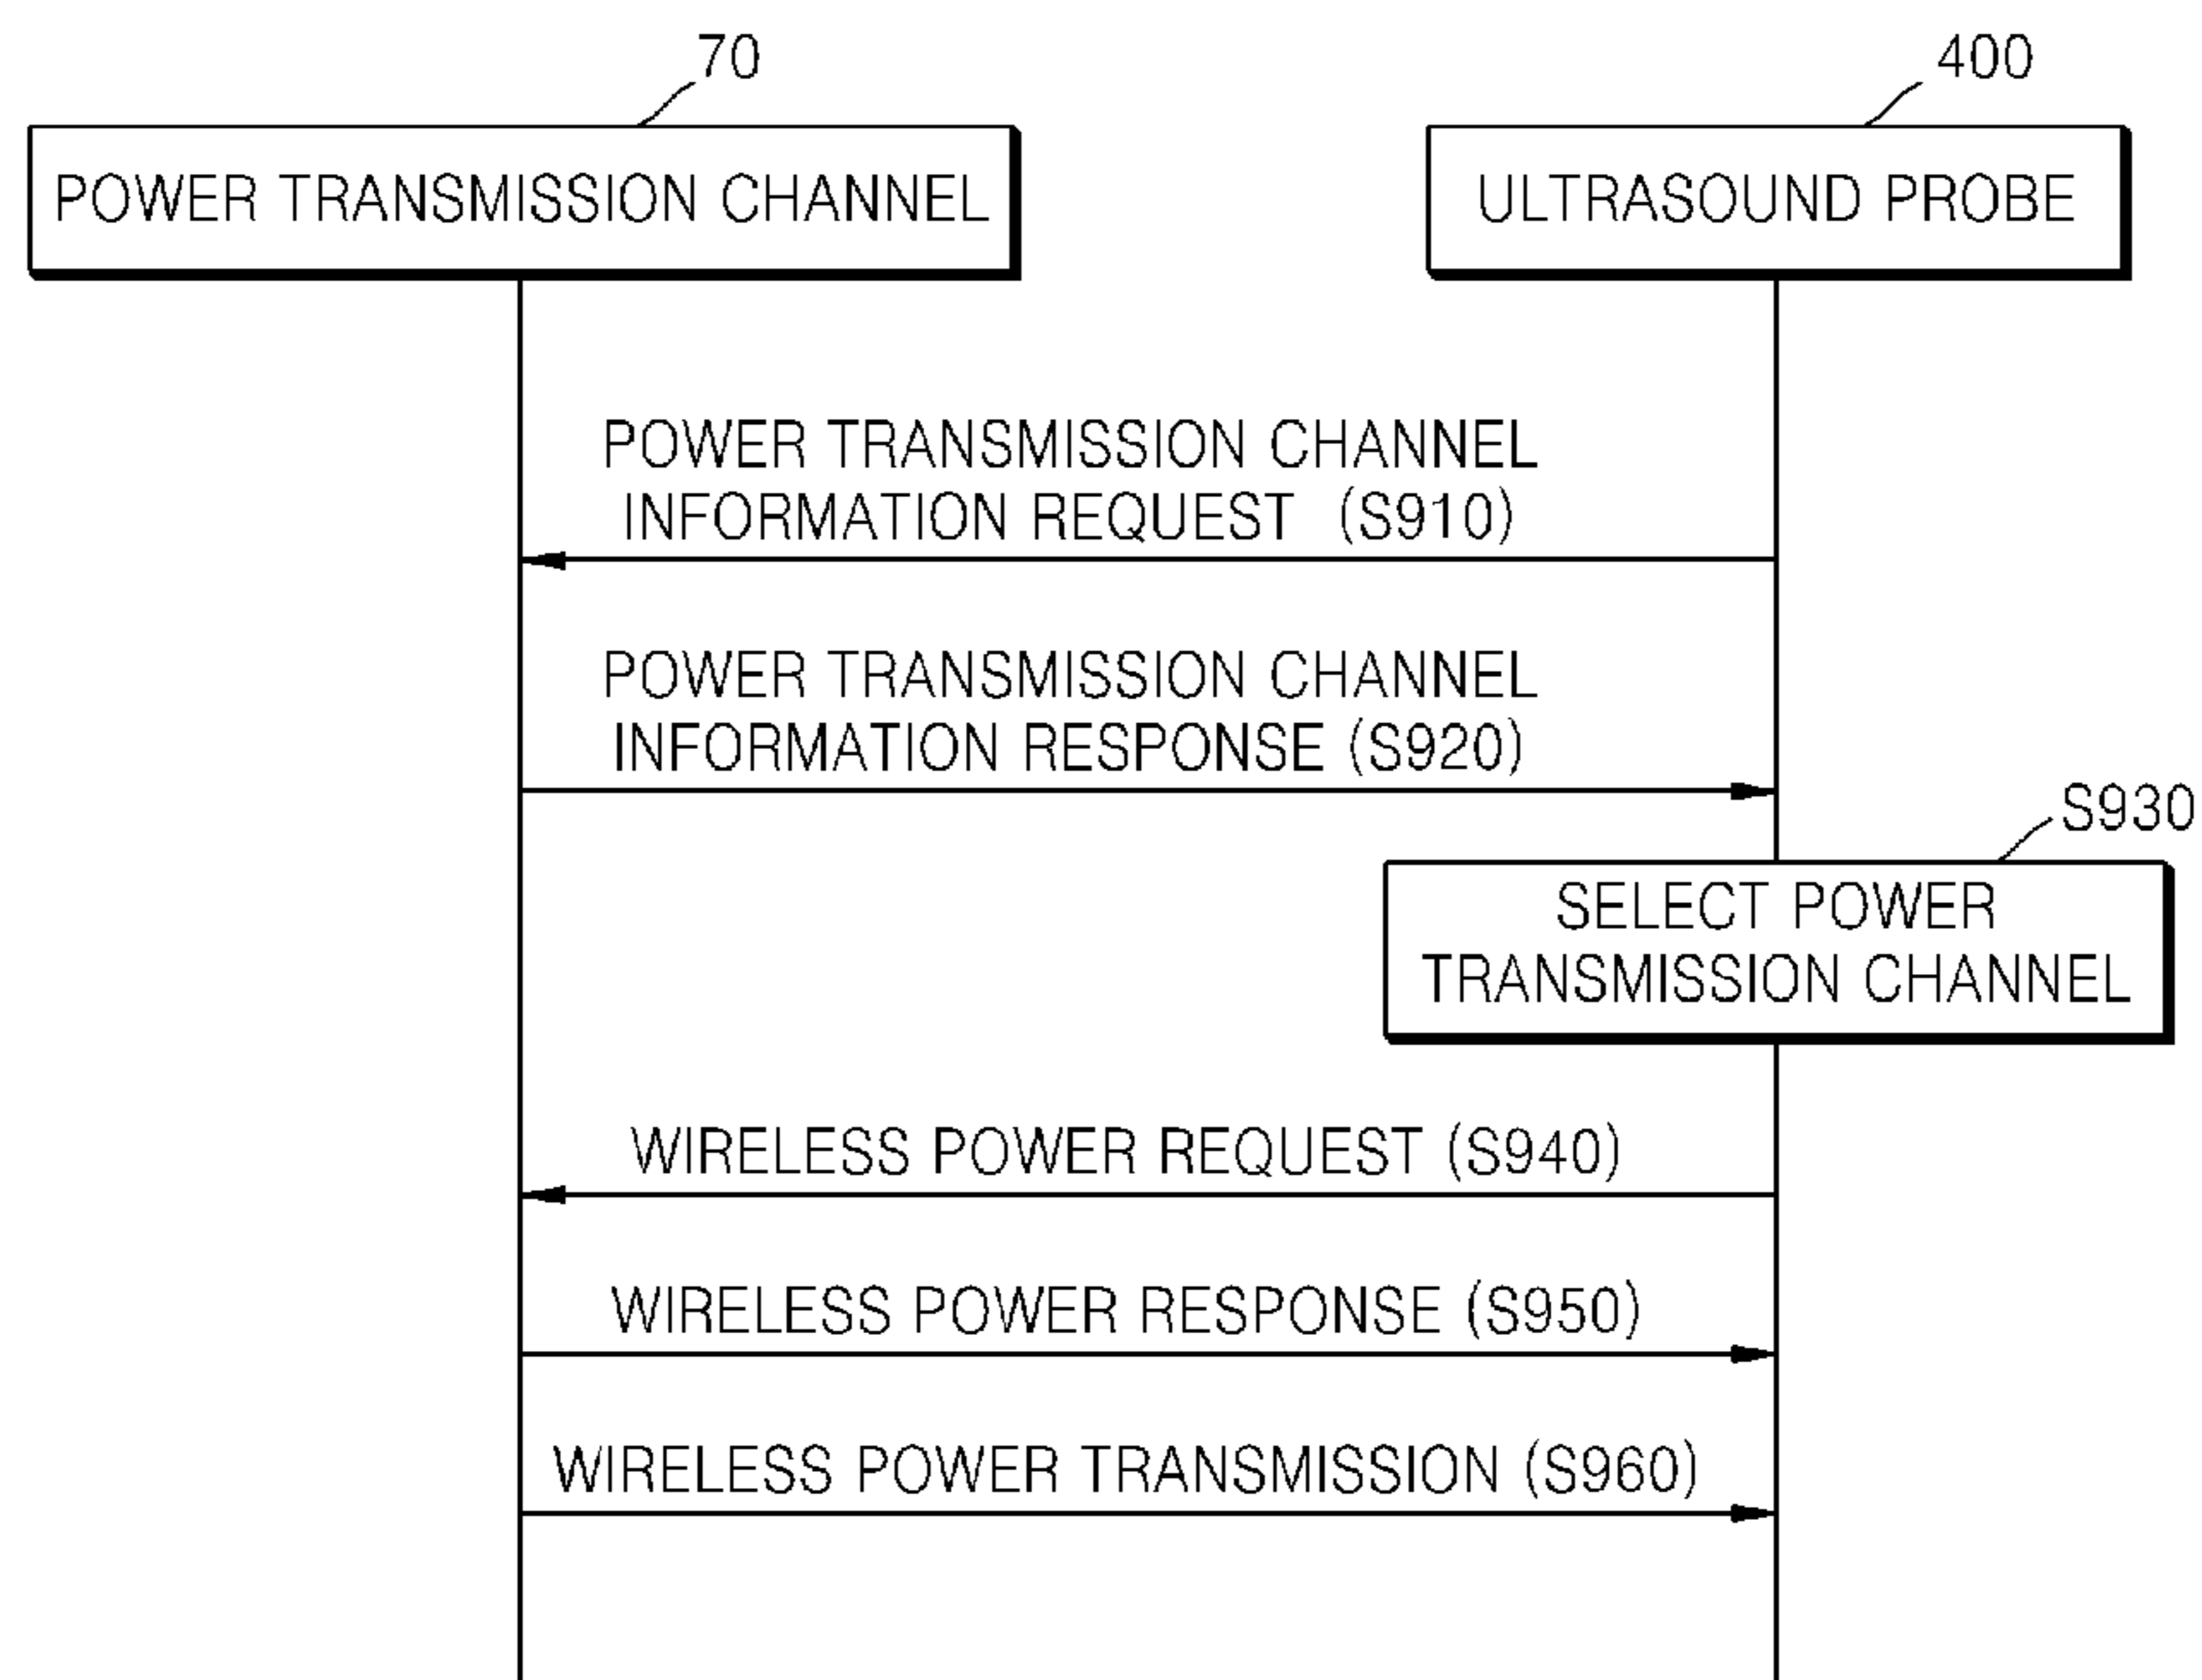 70
400
POWER TRANSMISSION CHANNEL
ULTRASOUND PROBE
POWER TRANSMISSION CHANNEL
INFORMATION REQUEST (S910)
POWER TRANSMISSION CHANNEL
INFORMATION RESPONSE (S920)
S930
SELECT POWER
TRANSMISSION CHANNEL
WIRELESS POWER REQUEST (S940)
WIRELESS POWER RESPONSE (S950)
WIRELESS POWER TRANSMISSION (S960)